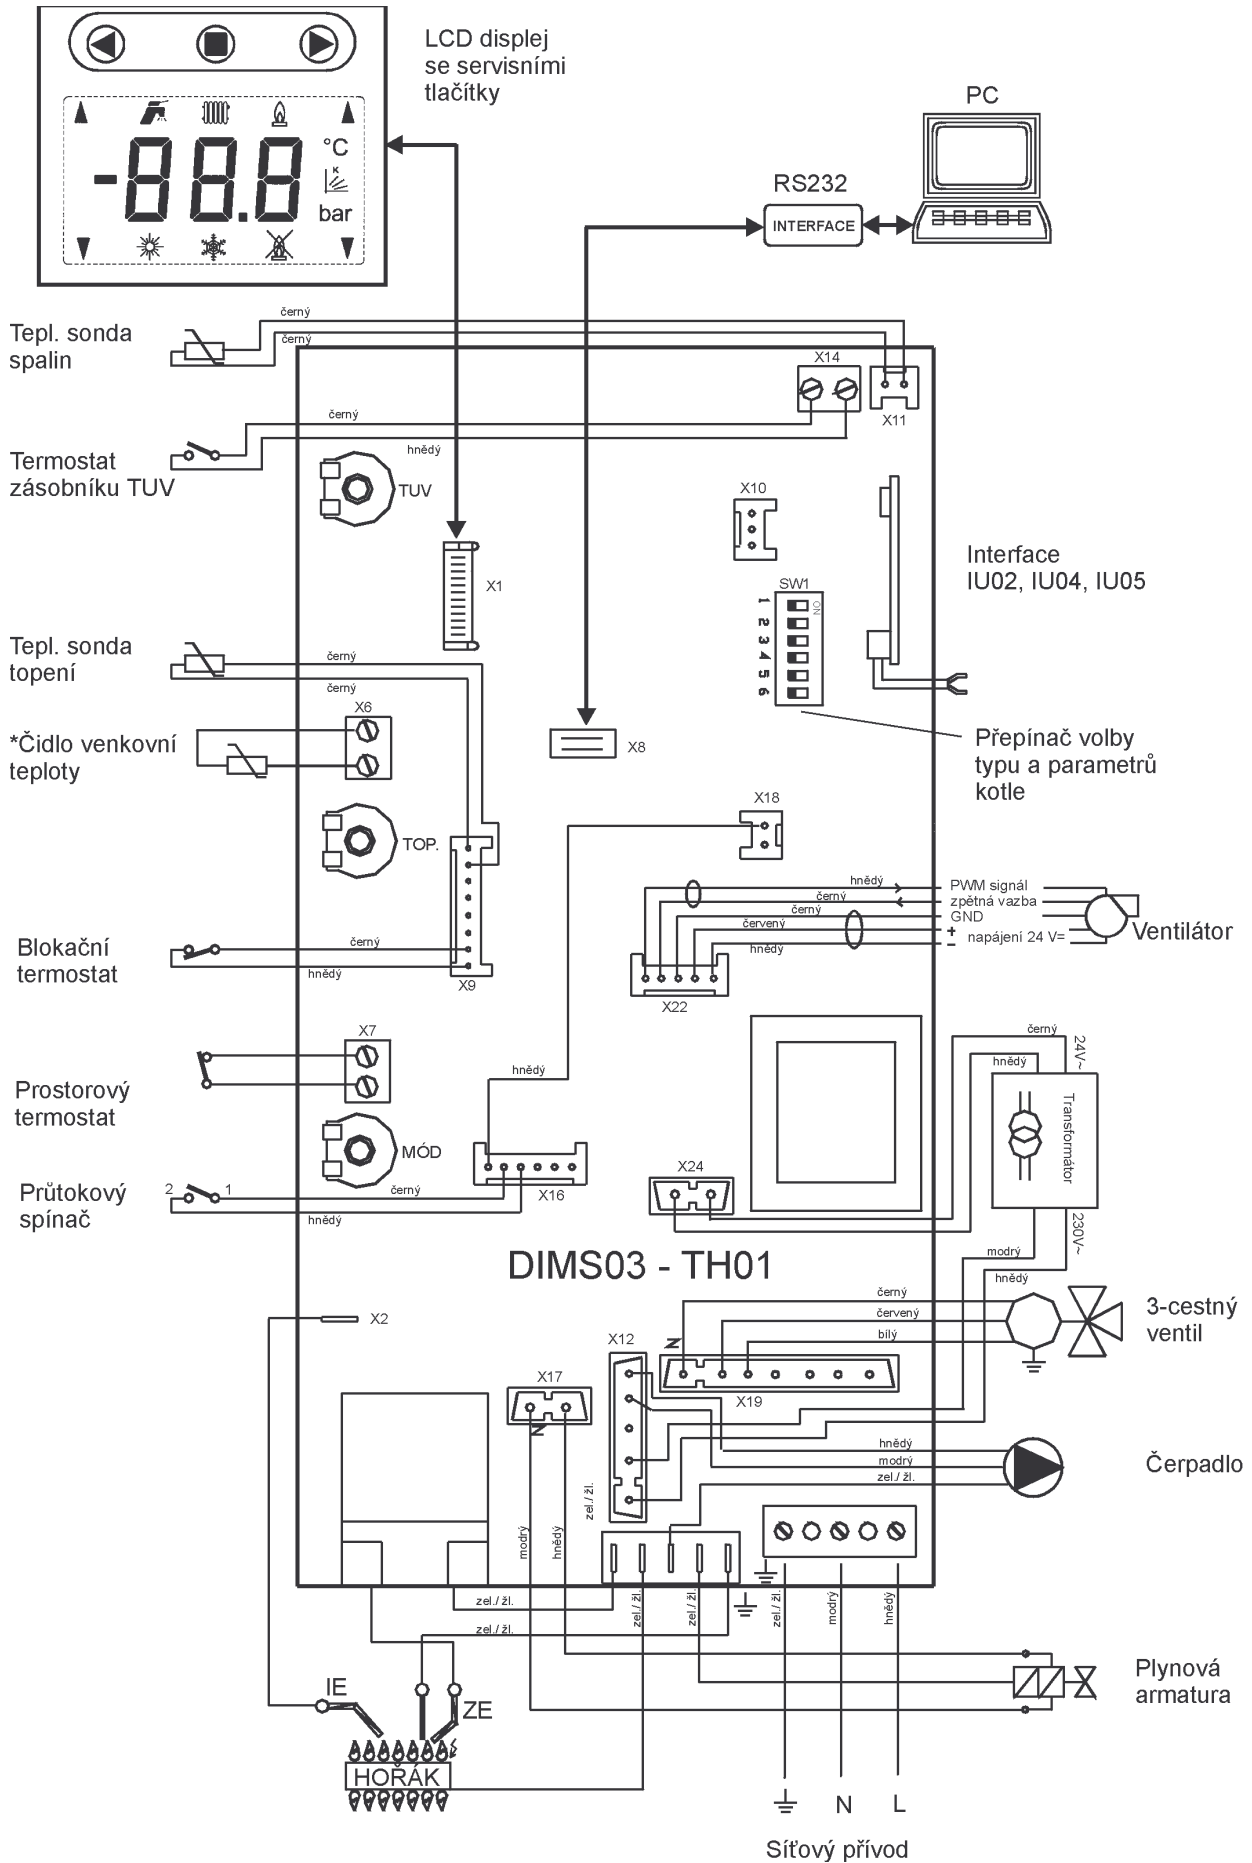 LCD displej
se servisními
tlačítky
-88.8
°C
K
bar
PC
RS232
INTERFACE
Tepl. sonda
spalin
černý
černý
X14
X11
Termostat
zásobníku TUV
černý
hnědý
TUV
X1
X10
SW1
ON
1
2
3
4
5
6
Interface
IU02, IU04, IU05
Tepl. sonda
topení
černý
černý
X6
*Čidlo venkovní
teploty
X8
Přepínač volby
typu a parametrů
kotle
TOP.
X18
hnědý
černý
černý
červený
hnědý
PWM signál
zpětná vazba
GND
+
napájení 24 V=
-
Ventilátor
X22
Blokační
termostat
černý
hnědý
X9
X7
Prostorový
termostat
hnědý
MÓD
X16
Průtokový
spínač
2
1
černý
hnědý
X24
černý
24V~
hnědý
Transformátor
230V~
modrý
hnědý
DIMS03 - TH01
X2
černý
červený
bílý
3-cestný
ventil
X12
N
X19
X17
N
hnědý
modrý
zel./ žl.
Čerpadlo
zel./ žl.
modrý
hnědý
zel./ žl.
zel./ žl.
zel./ žl.
zel./ žl.
zel./ žl.
modrý
hnědý
Plynová
armatura
IE
ZE
HOŘÁK
N
L
Síťový přívod